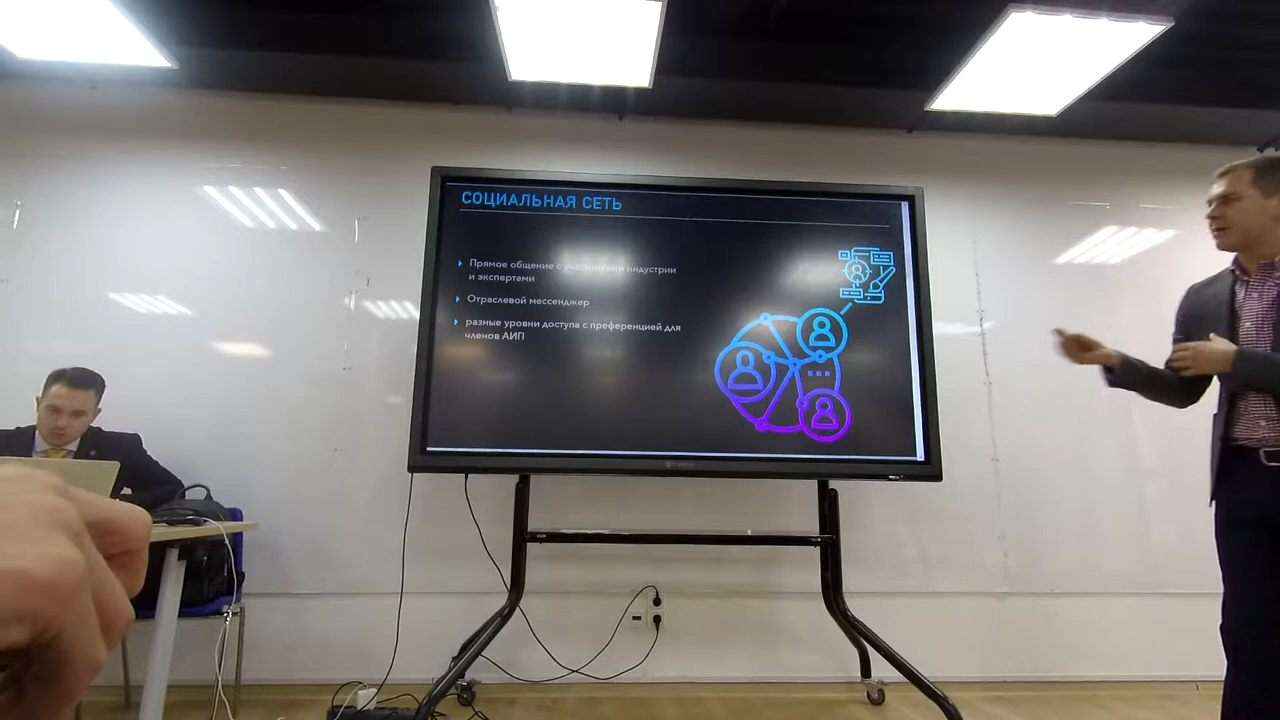 СОЦИАЛЬНАЯ СЕТЬ
Прямое общение с участниками индустрии
и экспертами
Отраслевой мессенджер
разные уровни доступа с преференцией для
членов АИП